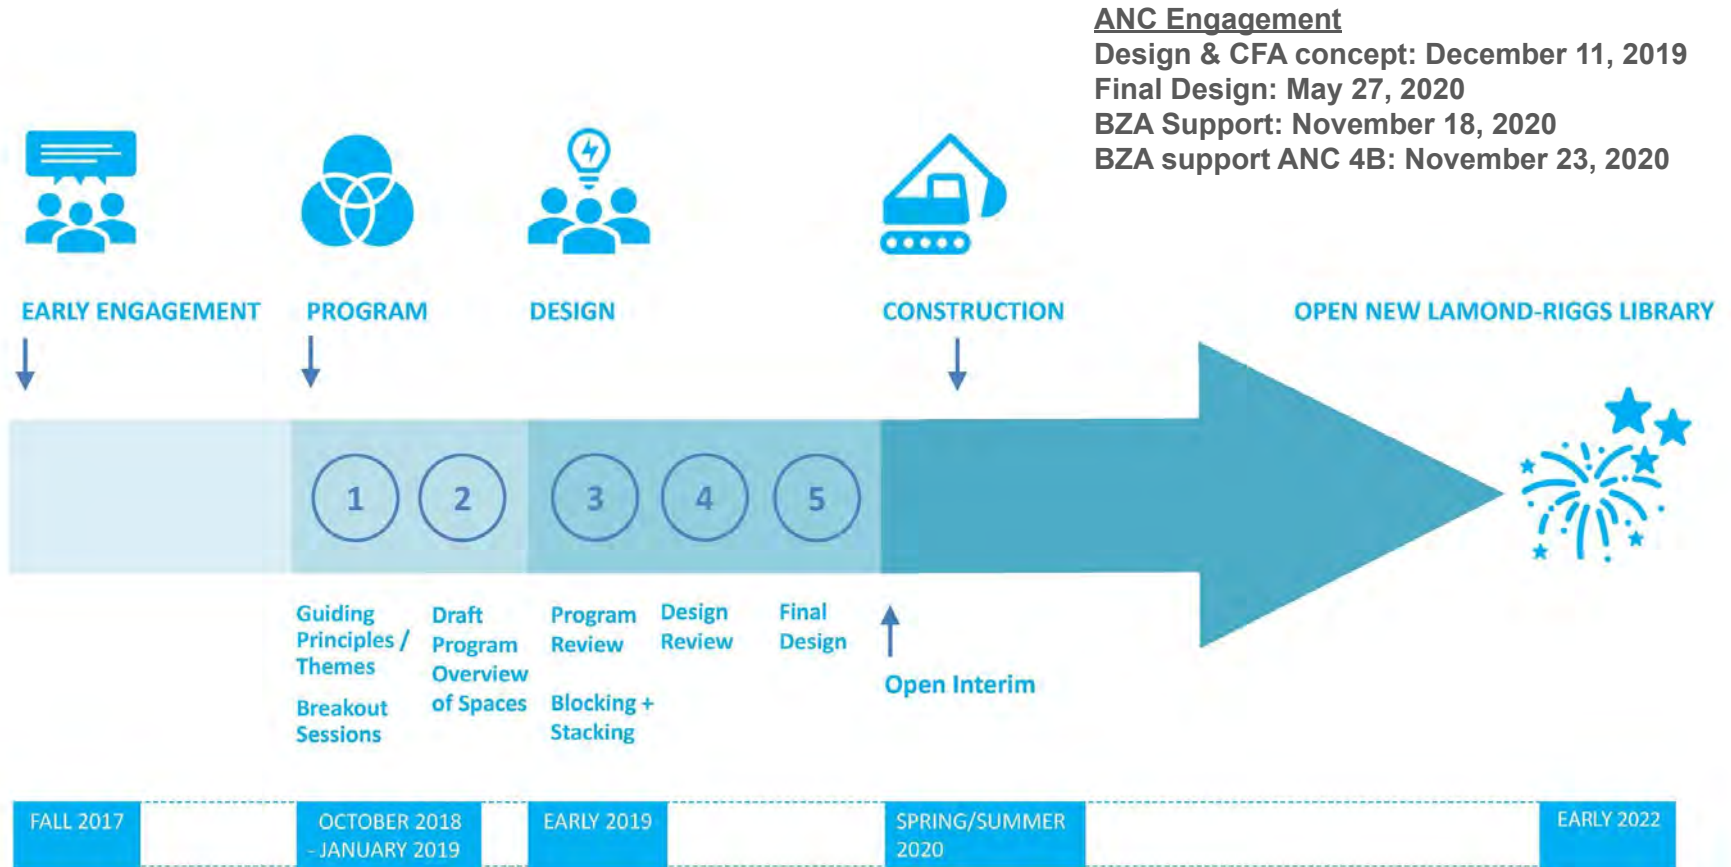 ANC Engagement
Design & CFA concept: December 11, 2019
Final Design: May 27, 2020
BZA Support: November 18, 2020
BZA support ANC 4B: November 23, 2020
EARLY ENGAGEMENT
PROGRAM
DESIGN
CONSTRUCTION
OPEN NEW LAMOND-RIGGS LIBRARY
1
2
3
4
5
Guiding
Principles /
Themes
Breakout
Sessions
Draft
Program
Overview
of Spaces
Program
Review
Blocking +
Stacking
Design
Review
Final
Design
Open Interim
FALL 2017
OCTOBER 2018
- JANUARY 2019
EARLY 2019
SPRING/SUMMER
2020
EARLY 2022